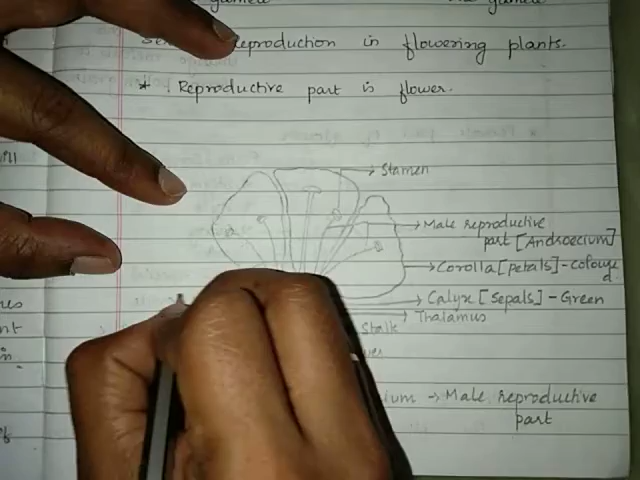 Reproduction in flowering plants.
* Reproductive part is flower.
Stamen
Male reproductive
part [Androecium]
Corolla [petals] - Coloured
Calyx [Sepals] - Green
Thalamus
Stalk
→ Male reproductive
part